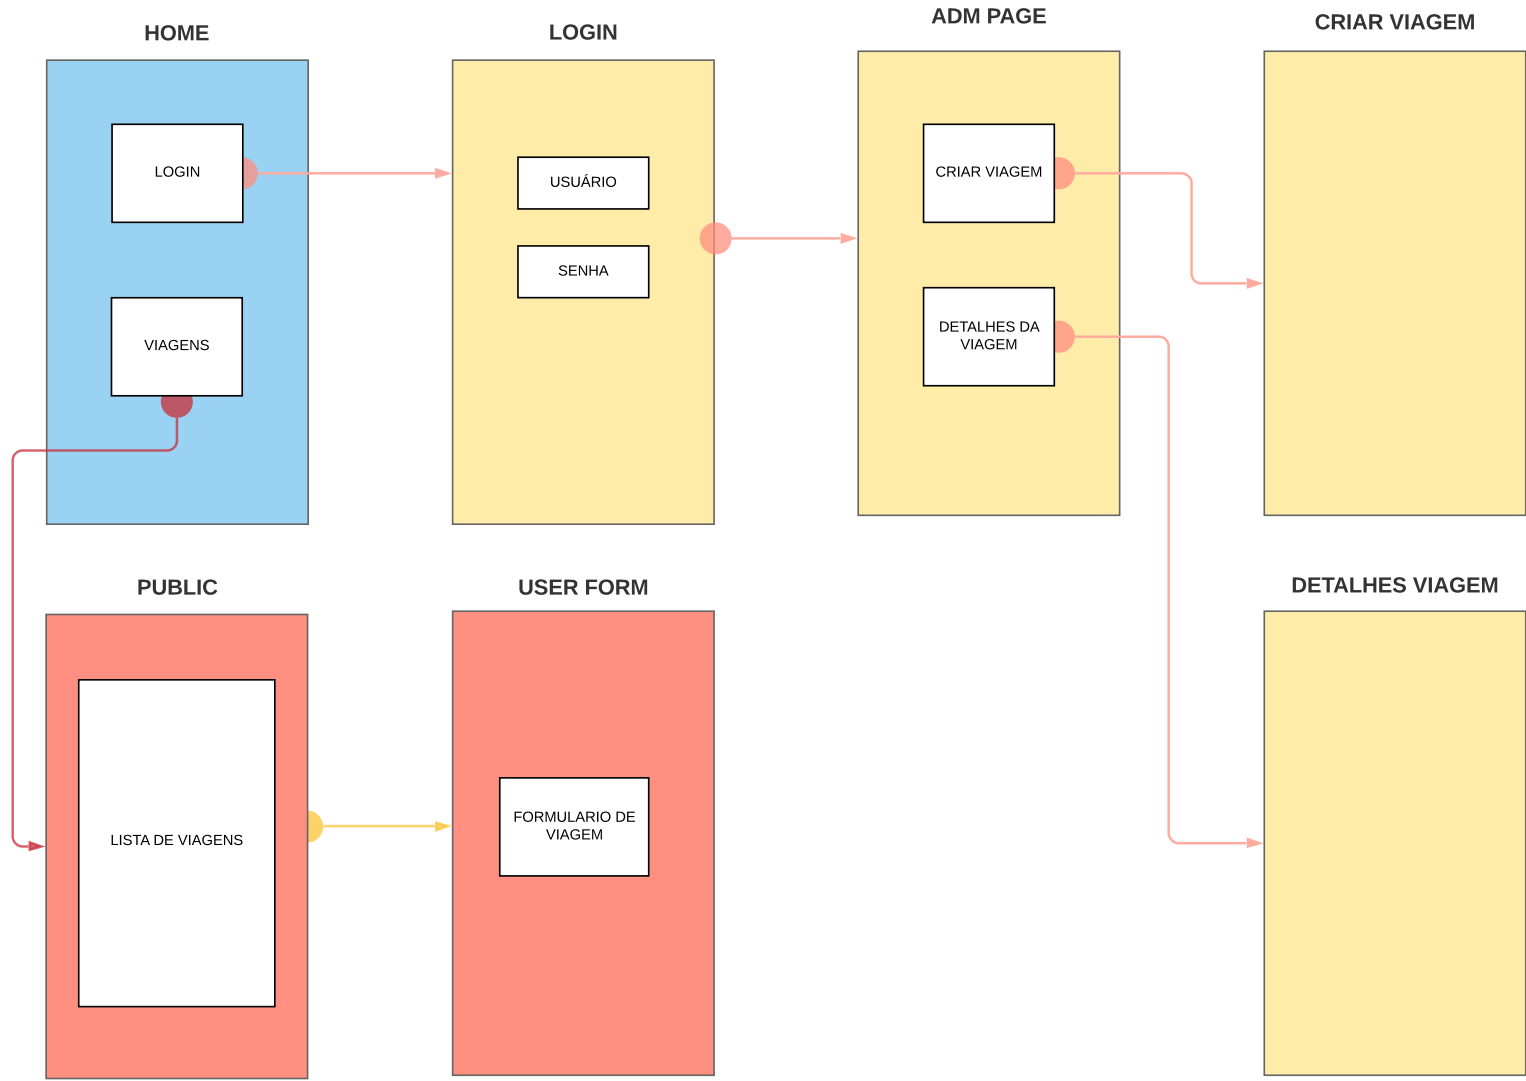 HOME
LOGIN
ADM PAGE
CRIAR VIAGEM
LOGIN
VIAGENS
USUÁRIO
SENHA
CRIAR VIAGEM
DETALHES DA
VIAGEM
PUBLIC
USER FORM
DETALHES VIAGEM
LISTA DE VIAGENS
FORMULARIO DE
VIAGEM